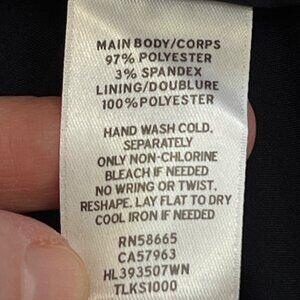 MAIN BODY/CORPS
97% POLYESTER
3% SPANDEX
LINING/DOUBLURE
100% POLYESTER
HAND WASH COLD.
SEPARATELY
ONLY NON-CHLORINE
BLEACH IF NEEDED
NO WRING OR TWIST.
RESHAPE. LAY FLAT TO DRY
COOL IRON IF NEEDED
RN58665
CA57963
HL393507WN
TLKS1000